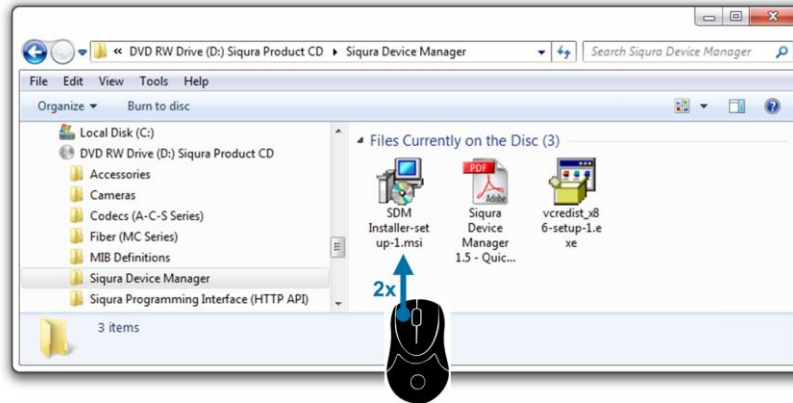 « DVD RW Drive (D:) Siqura Product CD ▸ Siqura Device Manager
Search Siqura Device Manager
File Edit View Tools Help
Organize ▾ Burn to disc
Local Disk (C:)
DVD RW Drive (D:) Siqura Product CD
Accessories
Cameras
Codecs (A-C-S Series)
Fiber (MC Series)
MIB Definitions
Siqura Device Manager
Siqura Programming Interface (HTTP API)
Files Currently on the Disc (3)
SDM
Installer-set
up-1.msi
PDF
Adobe
Siqura
Device
Manager
1.5 - Quic...
vcredist_x8
6-setup-1.e
xe
2x
3 items